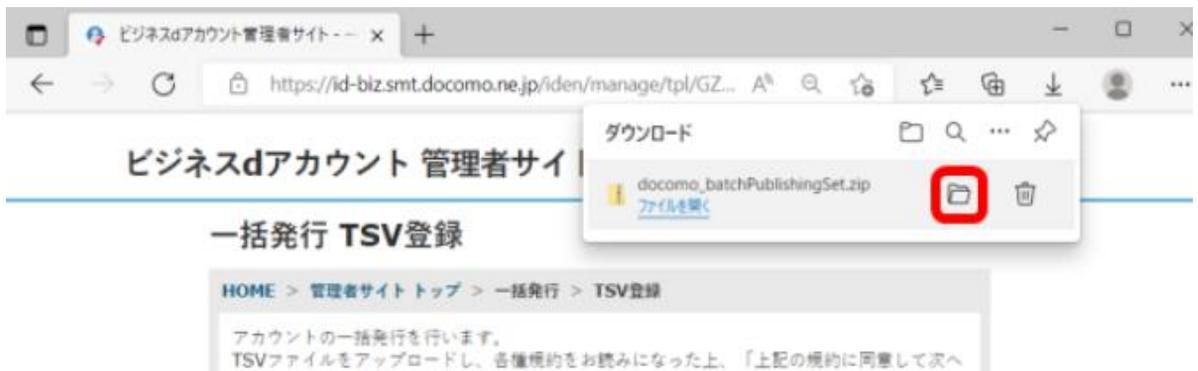 ビジネスdアカウント管理者サイト - -
https://id-biz.smt.docomo.ne.jp/iden/manage/tpl/GZ...
ダウンロード
docomo_batchPublishingSet.zip
ファイルを開く
ビジネスdアカウント 管理者サイ
一括発行 TSV登録
HOME > 管理者サイト トップ > 一括発行 > TSV登録
アカウントの一括発行を行います。
TSVファイルをアップロードし、各種規約をお読みになった上、「上記の規約に同意して次へ